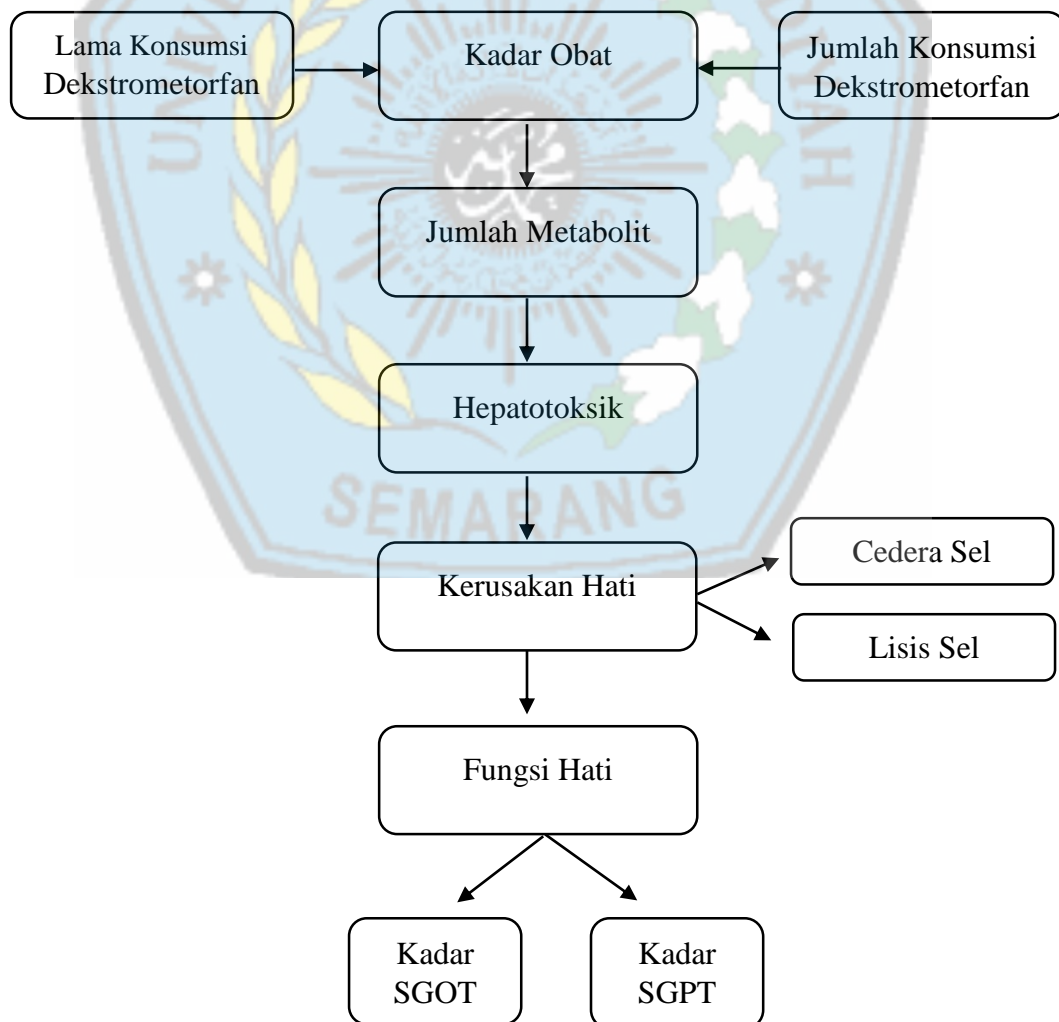 Lama Konsumsi
Dekstrometorfan
Kadar Obat
Jumlah Konsumsi
Dekstrometorfan
Jumlah Metabolit
Hepatotoksik
SEMARANG
Cedera Sel
Kerusakan Hati
Lisis Sel
Fungsi Hati
Kadar
SGOT
Kadar
SGPT